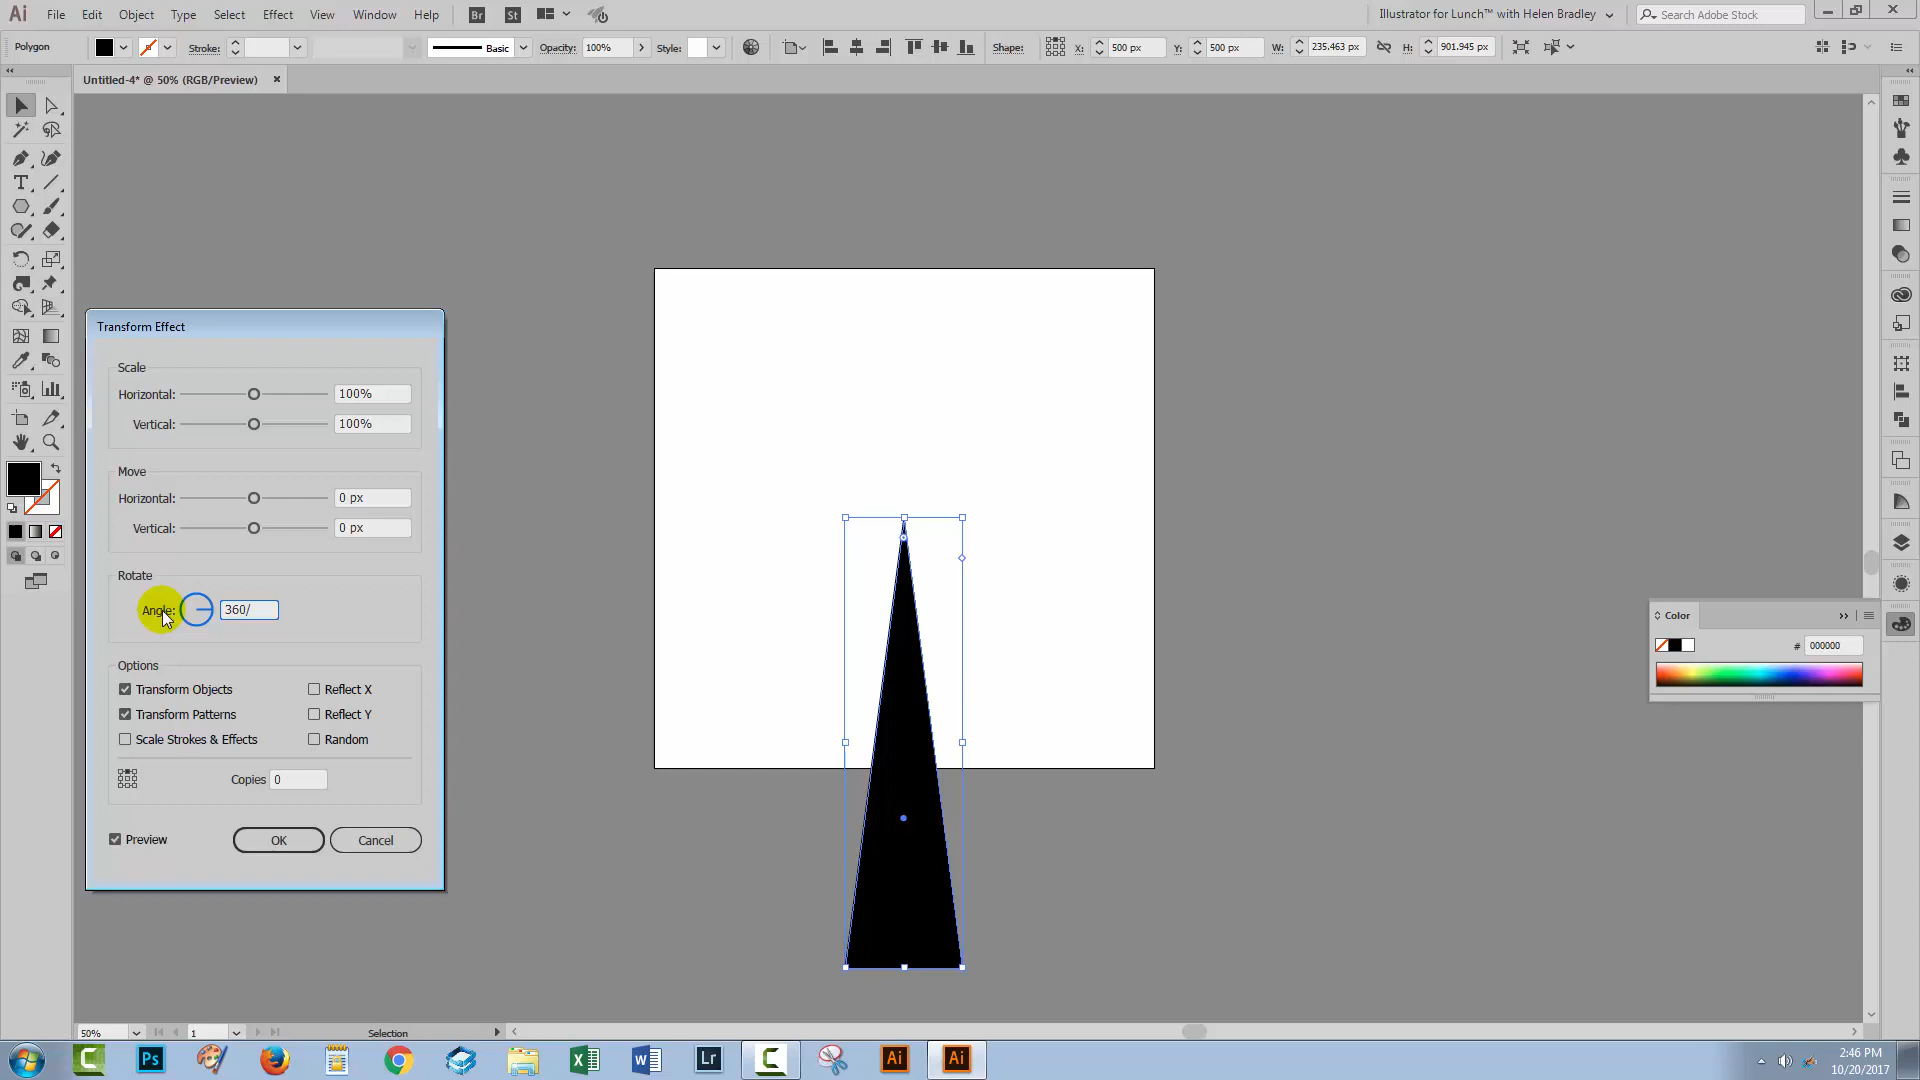 Ai File Edit Object Type Select Effect View Window Help Br St Illustrator for Lunch™ with Helen Bradley Search Adobe Stock
Polygon Stroke: Basic Opacity: 100% Style: Shape: X: 500 px Y: 500 px W: 235.463 px H: 901.945 px
Untitled-4* @ 50% (RGB/Preview)
Transform Effect
Scale
Horizontal: 100%
Vertical: 100%
Move
Horizontal: 0 px
Vertical: 0 px
Rotate
Angle: 360/
Options
Transform Objects Reflect X
Transform Patterns Reflect Y
Scale Strokes & Effects Random
Copies 0
Preview OK Cancel
Color
# 000000
50% 1 Selection
C Ps Lr C Ai Ai
2:46 PM
10/20/2017